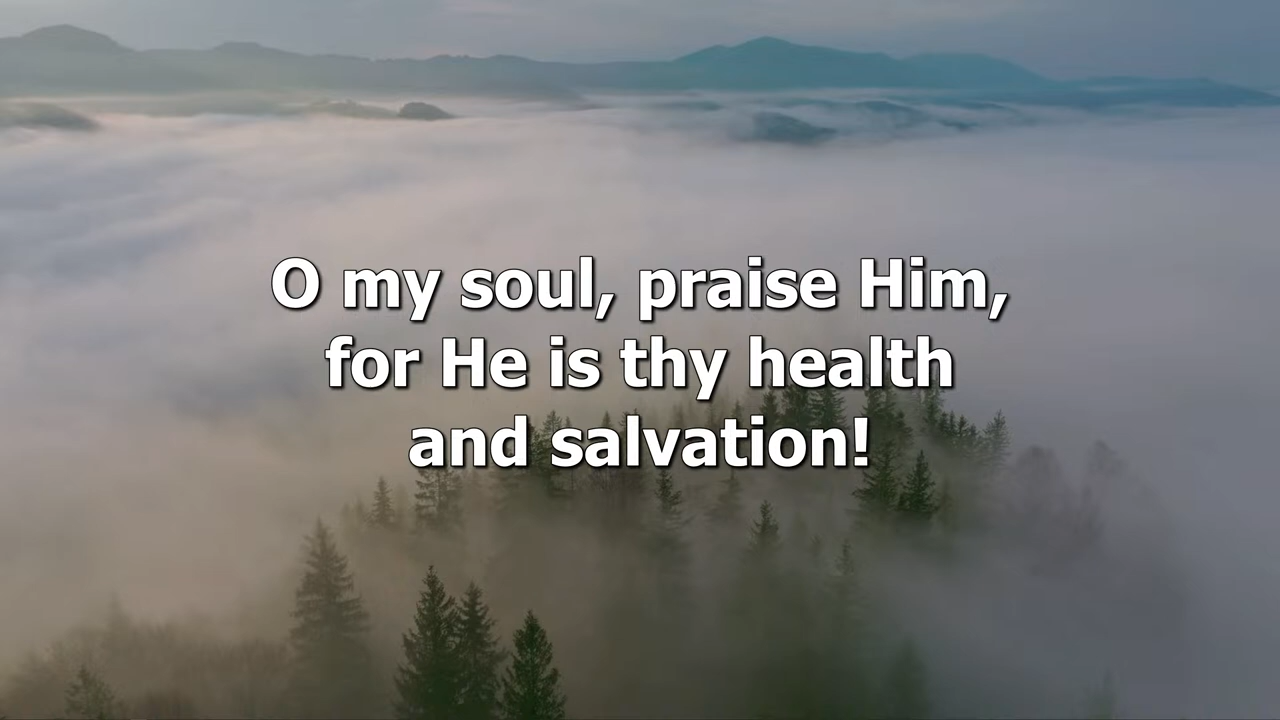 O my soul, praise Him,
for He is thy health
and salvation!